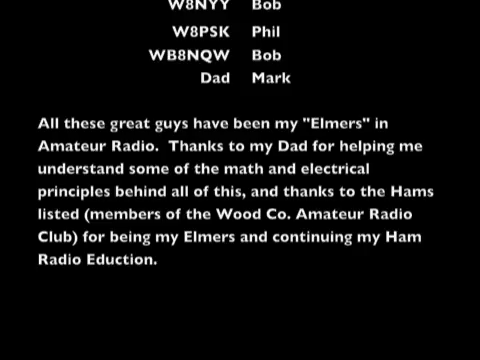 W8NYY Bob
W8PSK Phil
WB8NQW Bob
Dad Mark
All these great guys have been my "Elmers" in
Amateur Radio. Thanks to my Dad for helping me
understand some of the math and electrical
principles behind all of this, and thanks to the Hams
listed (members of the Wood Co. Amateur Radio
Club) for being my Elmers and continuing my Ham
Radio Eduction.